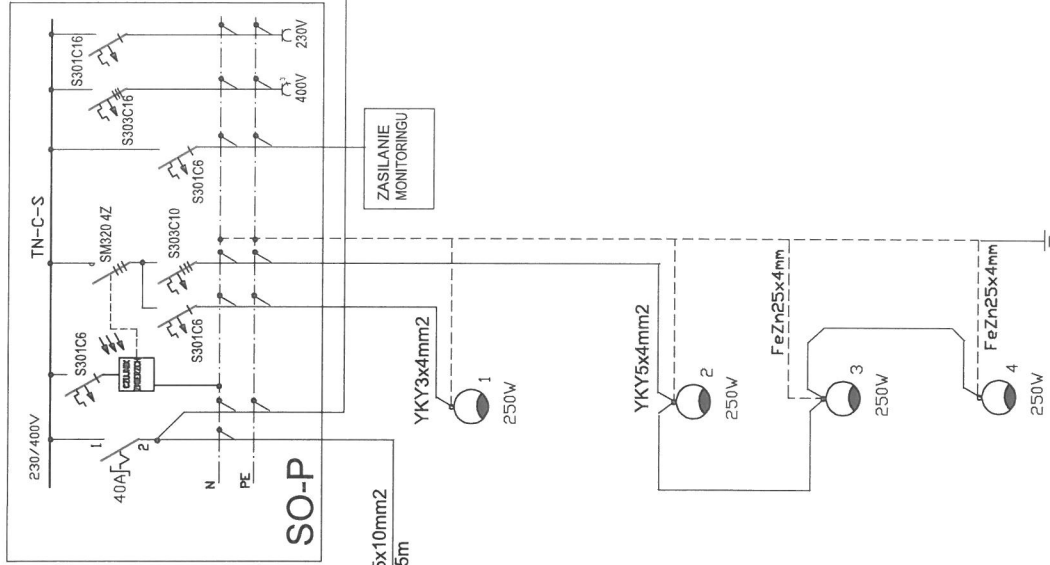 S301C16
230V
S303C16
400V
S301C6
ZASILANIE
MONITORINGU
TN-C-S
SM320 4Z
S303C10
S301C6
S301C6
230/400V
1
2
40A
N
PE
SO-P
5x10mm2
5m
YKY3x4mm2
1
250W
YKY5x4mm2
2
250W
FeZn25x4mm
3
250W
FeZn25x4mm
4
250W